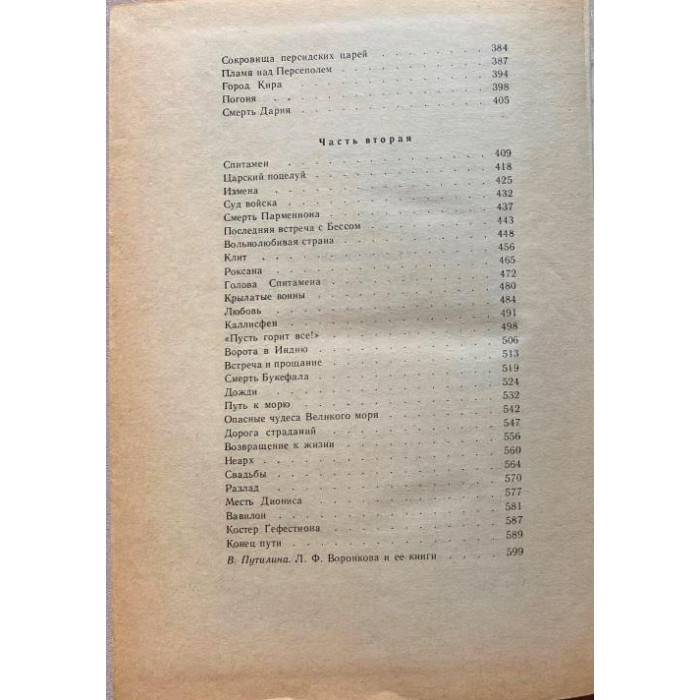 Сокровища персидских царей . . . . . . . . . 384
Пламя над Персеполем . . . . . . . . . . . 387
Город Кира . . . . . . . . . . . . . . . 394
Погоня . . . . . . . . . . . . . . . . . 398
Смерть Дария . . . . . . . . . . . . . . 405
Часть вторая
Спитамен . . . . . . . . . . . . . . . . 409
Царский поцелуй . . . . . . . . . . . . . 418
Измена . . . . . . . . . . . . . . . . . 425
Суд войска . . . . . . . . . . . . . . . 432
Смерть Пармениона . . . . . . . . . . . . 437
Последняя встреча с Бессом . . . . . . . . . 443
Вольнолюбивая страна . . . . . . . . . . . 448
Клит . . . . . . . . . . . . . . . . . . 456
Роксана . . . . . . . . . . . . . . . . . 465
Голова Спитамена . . . . . . . . . . . . . 472
Крылатые воины . . . . . . . . . . . . . 480
Любовь . . . . . . . . . . . . . . . . . 484
Каллисфен . . . . . . . . . . . . . . . . 491
«Пусть горит все!» . . . . . . . . . . . . 498
Ворота в Индию . . . . . . . . . . . . . 506
Встреча и прощание . . . . . . . . . . . . 513
Смерть Букефала . . . . . . . . . . . . . 519
Дожди . . . . . . . . . . . . . . . . . 524
Путь к морю . . . . . . . . . . . . . . . 532
Опасные чудеса Великого моря . . . . . . . . 542
Дорога страданий . . . . . . . . . . . . . 547
Возвращение к жизни . . . . . . . . . . . 556
Неарх . . . . . . . . . . . . . . . . . 560
Свадьбы . . . . . . . . . . . . . . . . . 564
Разлад . . . . . . . . . . . . . . . . . 570
Месть Диониса . . . . . . . . . . . . . . 577
Вавилон . . . . . . . . . . . . . . . . . 581
Костер Гефестиона . . . . . . . . . . . . 587
Конец пути . . . . . . . . . . . . . . . 589
В. Путилина. Л. Ф. Воронкова и ее книги . . . . 599